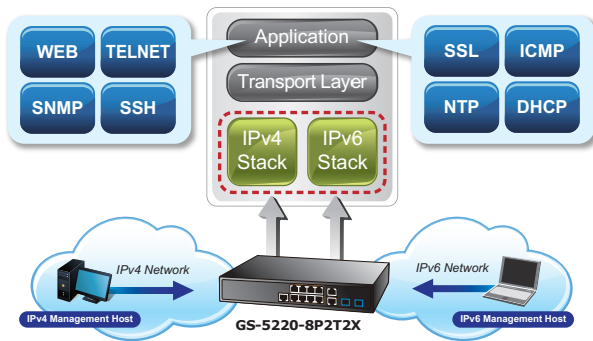 WEB
TELNET
SNMP
SSH
Application
Transport Layer
IPv4
Stack
IPv6
Stack
SSL
ICMP
NTP
DHCP
IPv4 Network
IPv4 Management Host
GS-5220-8P2T2X
IPv6 Network
IPv6 Management Host